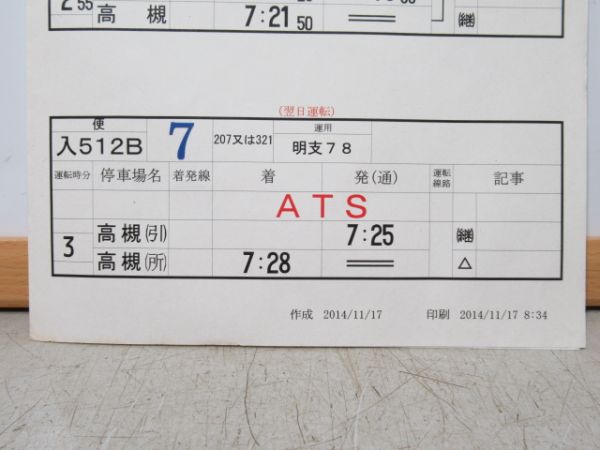 2 55 高槻 7:21 50 ══ ㋘
(翌日運転)
便 運用
入512B 7 207又は321 明支78
運転時分 停車場名 着発線 着 発(通) 運転線路 記事
ATS
3 高槻(引) 7:25 (継)
高槻(所) 7:28 ══ △
作成 2014/11/17 印刷 2014/11/17 8:34